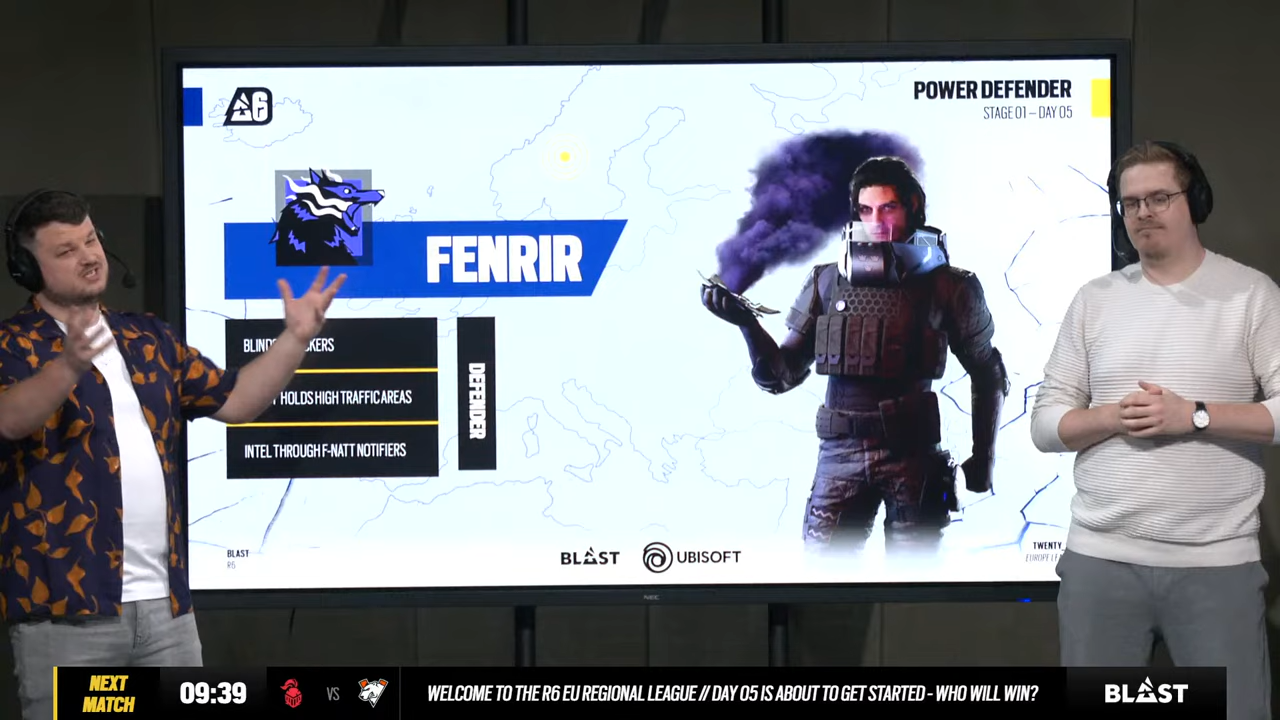 A6
POWER DEFENDER
STAGE 01 – DAY 05
FENRIR
HOLDS HIGH TRAFFIC AREAS
INTEL THROUGH F-NATT NOTIFIERS
DEFENDER
BLAST
R6
BLAST
UBISOFT
TWENTY
NEC
NEXT
MATCH
09:39
VS
WELCOME TO THE R6 EU REGIONAL LEAGUE // DAY 05 IS ABOUT TO GET STARTED - WHO WILL WIN?
BLAST